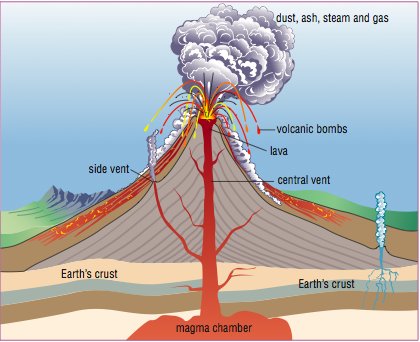 dust, ash, steam and gas
volcanic bombs
lava
side vent
central vent
Earth's crust
Earth's crust
magma chamber